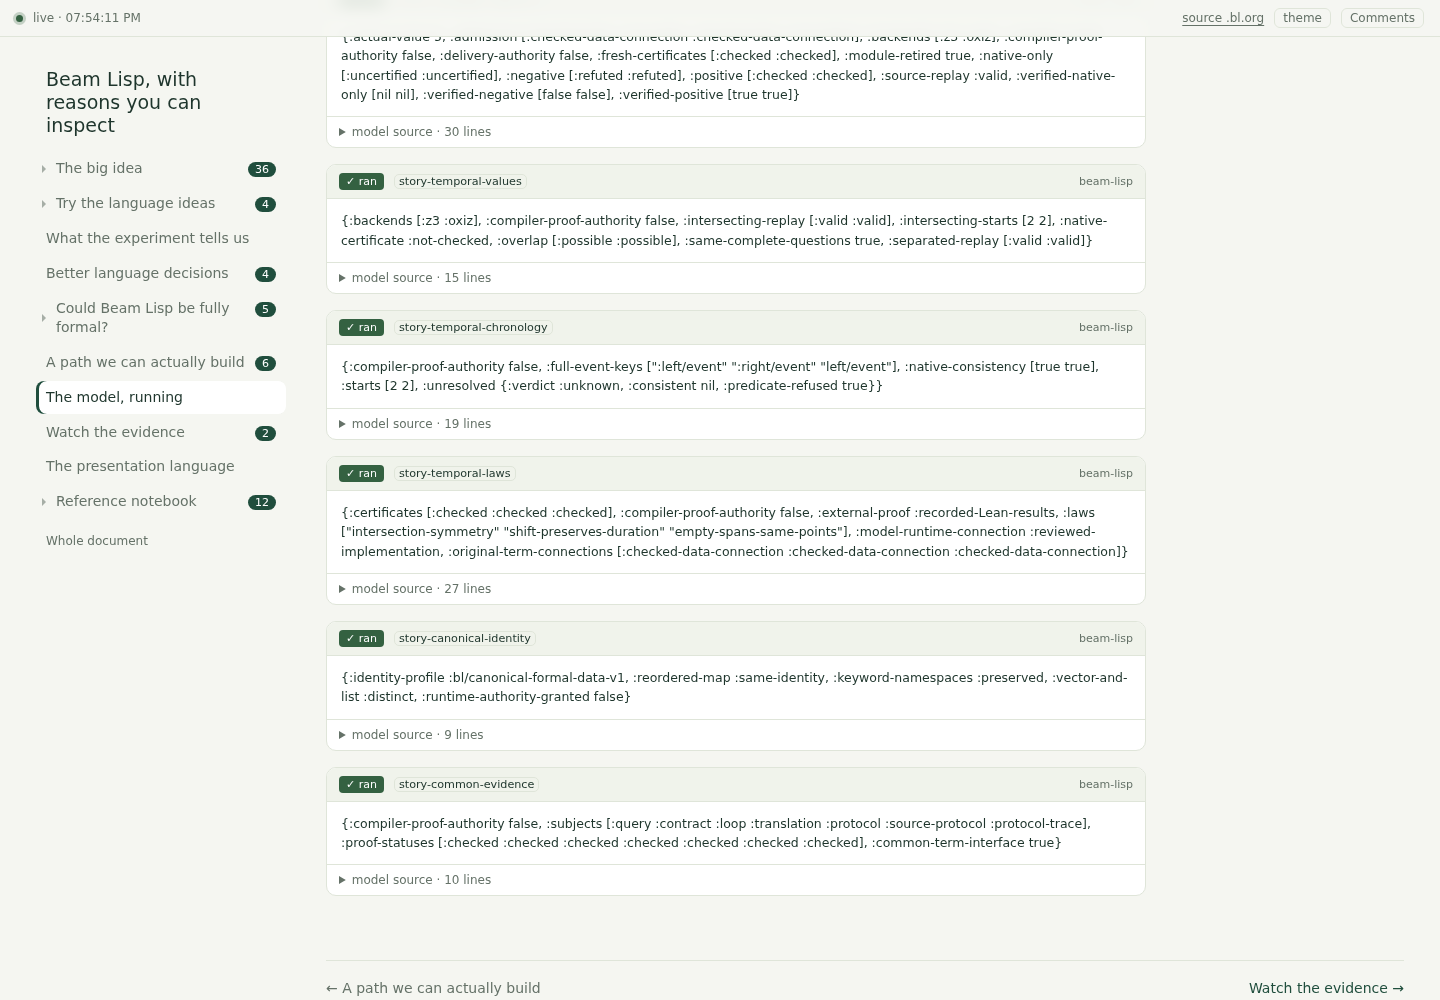 live · 07:54:11 PM
source .bl.org
theme
Comments
Beam Lisp, with
reasons you can
inspect
The big idea 36
Try the language ideas 4
What the experiment tells us
Better language decisions 4
Could Beam Lisp be fully
formal? 5
A path we can actually build 6
The model, running
Watch the evidence 2
The presentation language
Reference notebook 12
Whole document
{:actual-value 5, :admission [:checked-data-connection :checked-data-connection], :backends [:z3 :oxiz], :compiler-proof-
authority false, :delivery-authority false, :fresh-certificates [:checked :checked], :module-retired true, :native-only
[:uncertified :uncertified], :negative [:refuted :refuted], :positive [:checked :checked], :source-replay :valid, :verified-native-
only [nil nil], :verified-negative [false false], :verified-positive [true true]}
model source · 30 lines
✓ ran story-temporal-values beam-lisp
{:backends [:z3 :oxiz], :compiler-proof-authority false, :intersecting-replay [:valid :valid], :intersecting-starts [2 2], :native-
certificate :not-checked, :overlap [:possible :possible], :same-complete-questions true, :separated-replay [:valid :valid]}
model source · 15 lines
✓ ran story-temporal-chronology beam-lisp
{:compiler-proof-authority false, :full-event-keys [":left/event" ":right/event" "left/event"], :native-consistency [true true],
:starts [2 2], :unresolved {:verdict :unknown, :consistent nil, :predicate-refused true}}
model source · 19 lines
✓ ran story-temporal-laws beam-lisp
{:certificates [:checked :checked :checked], :compiler-proof-authority false, :external-proof :recorded-Lean-results, :laws
["intersection-symmetry" "shift-preserves-duration" "empty-spans-same-points"], :model-runtime-connection :reviewed-
implementation, :original-term-connections [:checked-data-connection :checked-data-connection :checked-data-connection]}
model source · 27 lines
✓ ran story-canonical-identity beam-lisp
{:identity-profile :bl/canonical-formal-data-v1, :reordered-map :same-identity, :keyword-namespaces :preserved, :vector-and-
list :distinct, :runtime-authority-granted false}
model source · 9 lines
✓ ran story-common-evidence beam-lisp
{:compiler-proof-authority false, :subjects [:query :contract :loop :translation :protocol :source-protocol :protocol-trace],
:proof-statuses [:checked :checked :checked :checked :checked :checked :checked], :common-term-interface true}
model source · 10 lines
← A path we can actually build
Watch the evidence →